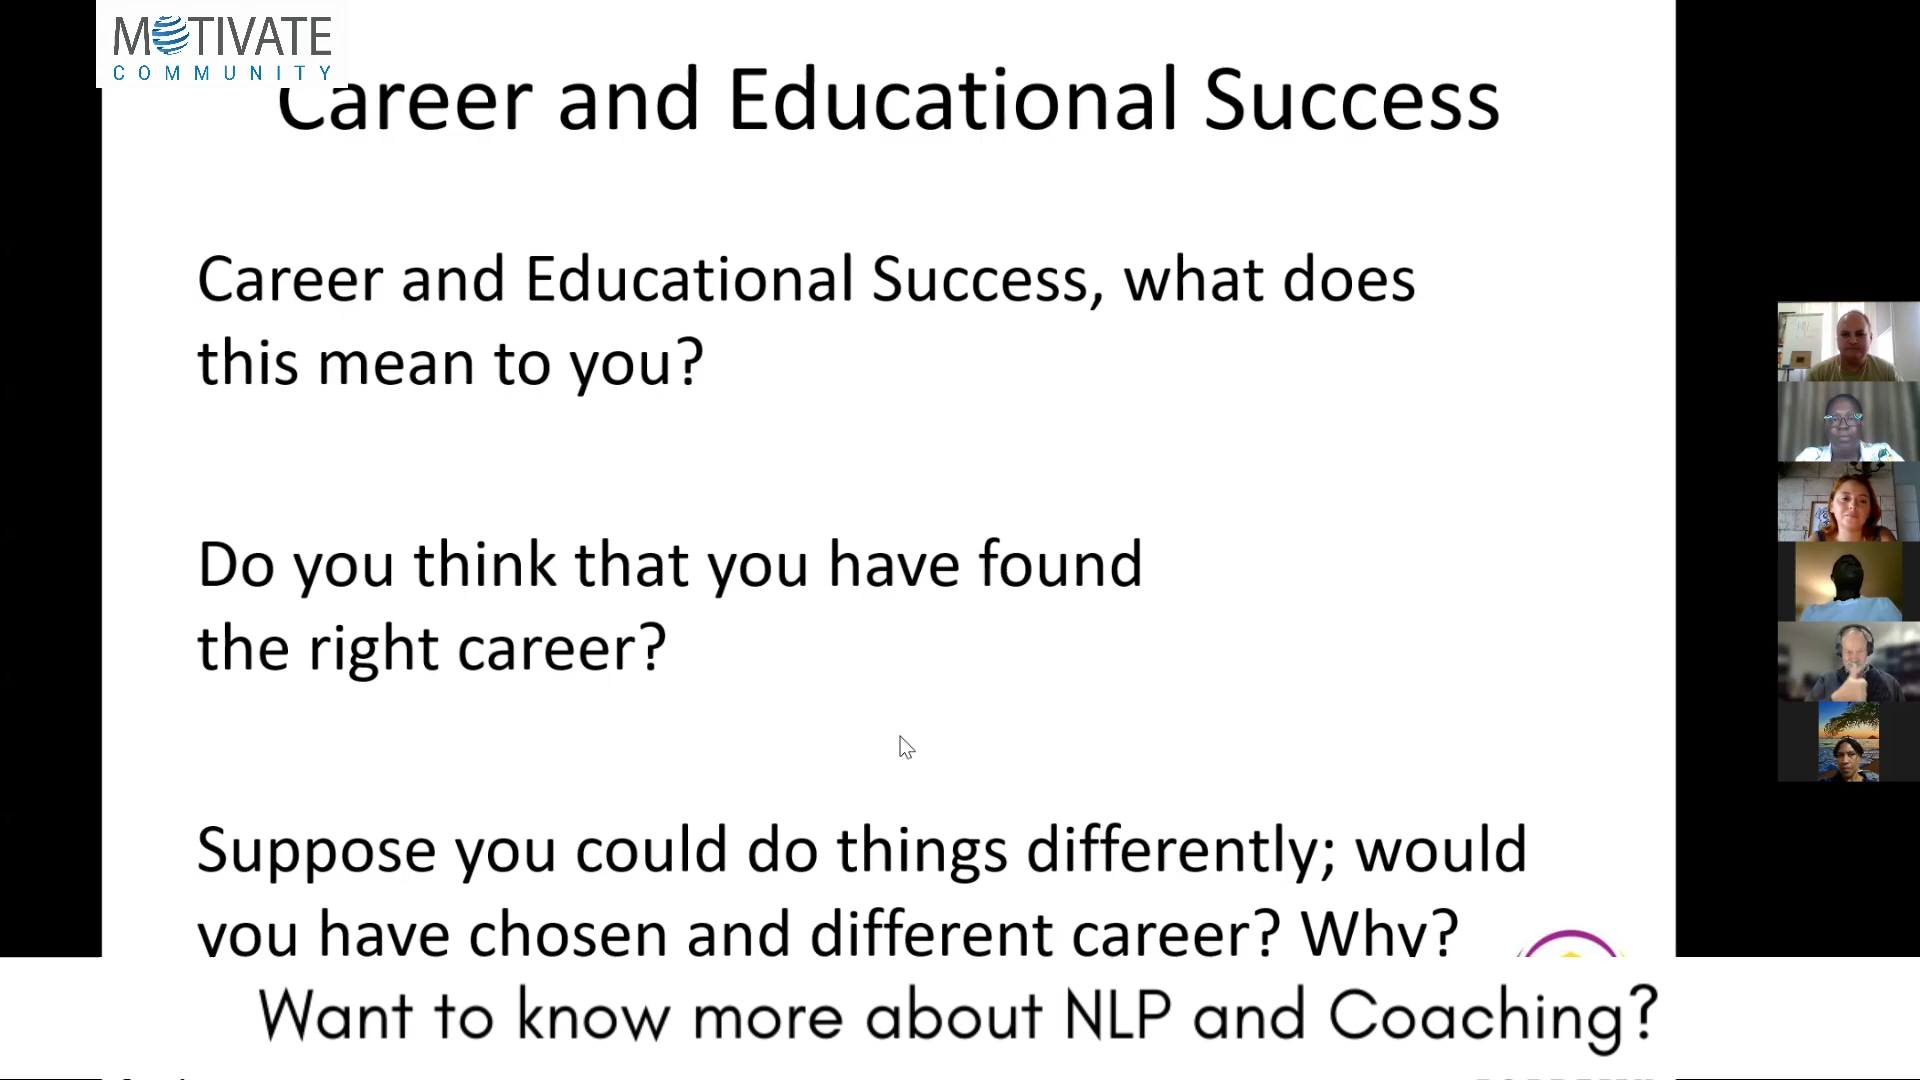 MOTIVATE
COMMUNITY
Career and Educational Success
Career and Educational Success, what does
this mean to you?
Do you think that you have found
the right career?
Suppose you could do things differently; would
you have chosen and different career? Why?
Want to know more about NLP and Coaching?